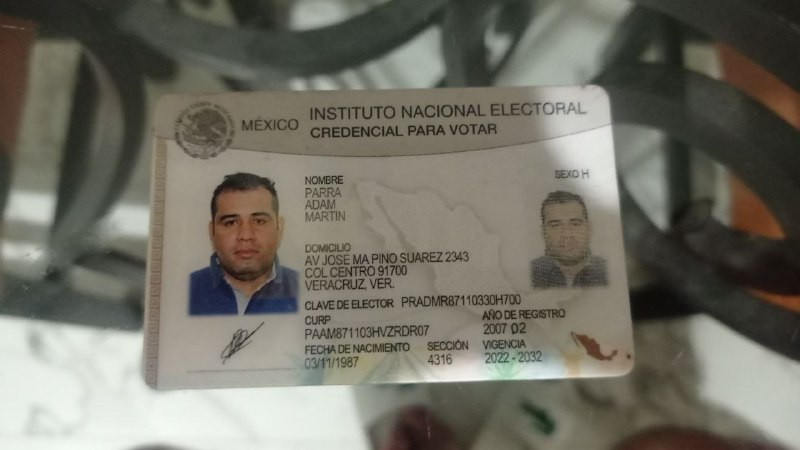 MÉXICO INSTITUTO NACIONAL ELECTORAL
CREDENCIAL PARA VOTAR
NOMBRE
PARRA
ADAM
MARTIN
SEXO H
DOMICILIO
AV JOSE MA PINO SUAREZ 2343
COL CENTRO 91700
VERACRUZ, VER.
CLAVE DE ELECTOR PRADMR87110330H700
CURP
PAAM871103HVZRDR07
AÑO DE REGISTRO
2007 02
FECHA DE NACIMIENTO
03/11/1987
SECCIÓN
4316
VIGENCIA
2022 - 2032